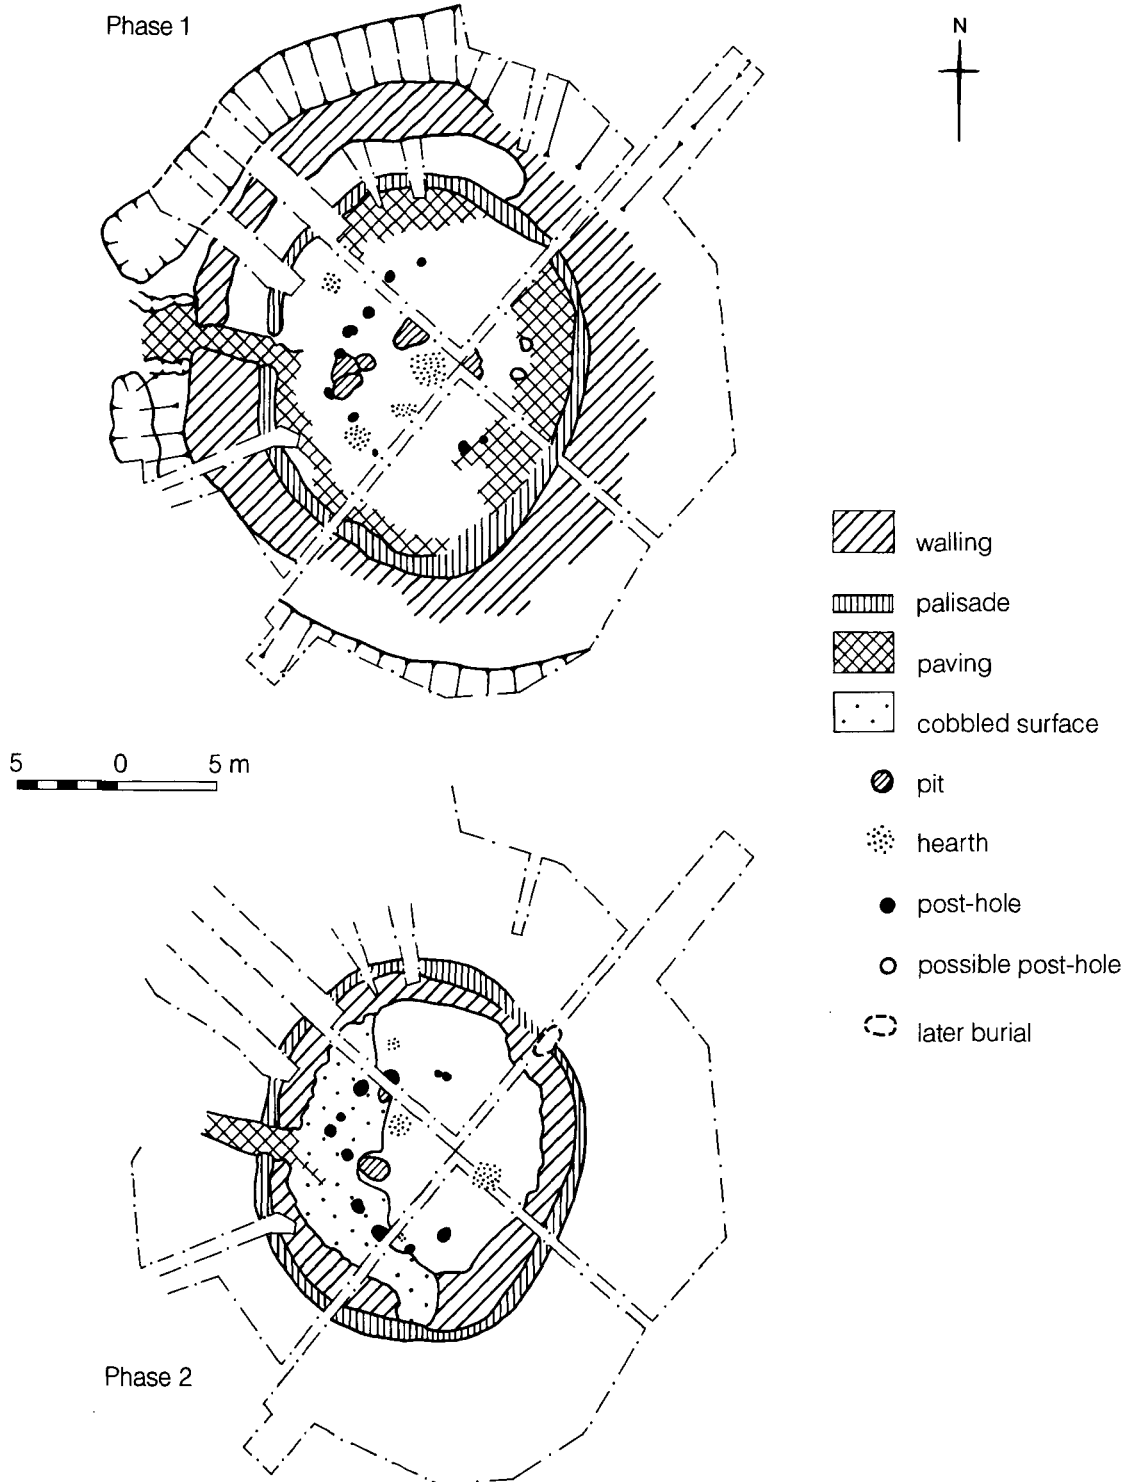 Phase 1
N
walling
palisade
paving
cobbled surface
pit
hearth
post-hole
possible post-hole
later burial
5 0 5 m
Phase 2